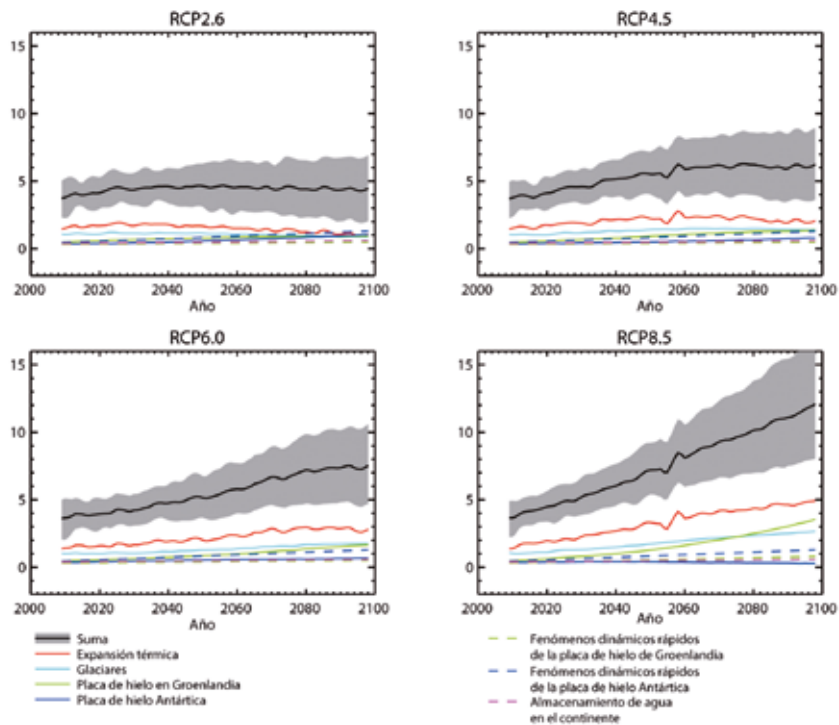 RCP2.6
15
10
5
0
2000 2020 2040 2060 2080 2100
Año
RCP4.5
15
10
5
0
2000 2020 2040 2060 2080 2100
Año
RCP6.0
15
10
5
0
2000 2020 2040 2060 2080 2100
Año
RCP8.5
15
10
5
0
2000 2020 2040 2060 2080 2100
Año
Suma
Expansión térmica
Glaciares
Placa de hielo en Groenlandia
Placa de hielo Antártica
Fenómenos dinámicos rápidos
de la placa de hielo de Groenlandia
Fenómenos dinámicos rápidos
de la placa de hielo Antártica
Almacenamiento de agua
en el continente